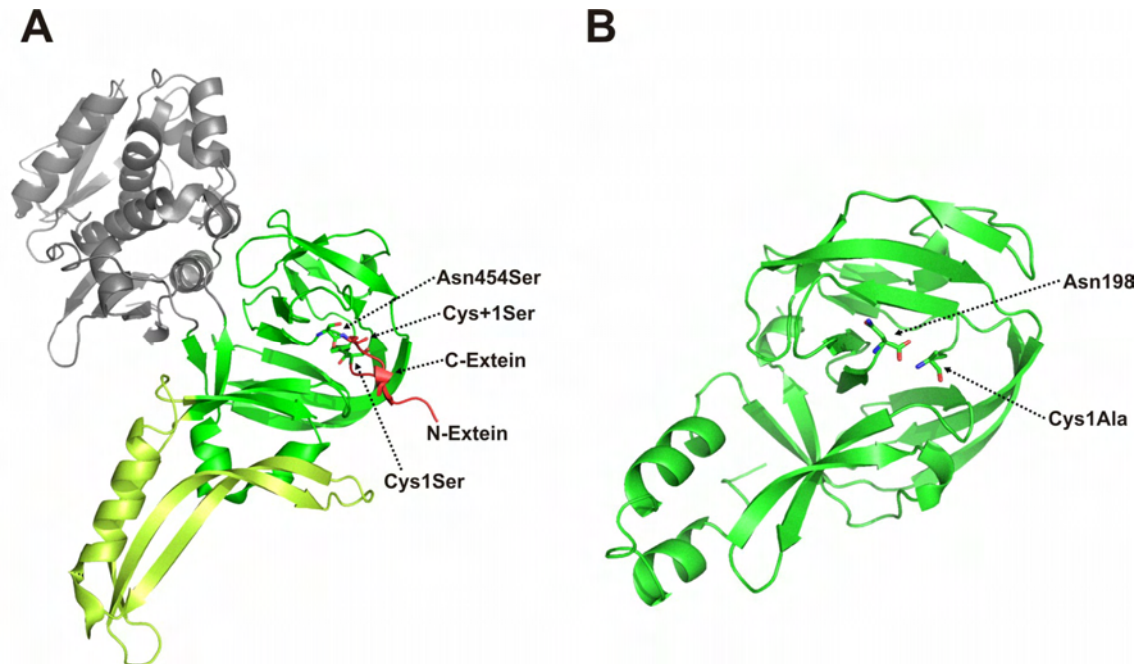 A
B
Asn454Ser
Cys+1Ser
C-Extein
N-Extein
Cys1Ser
Asn198
Cys1Ala